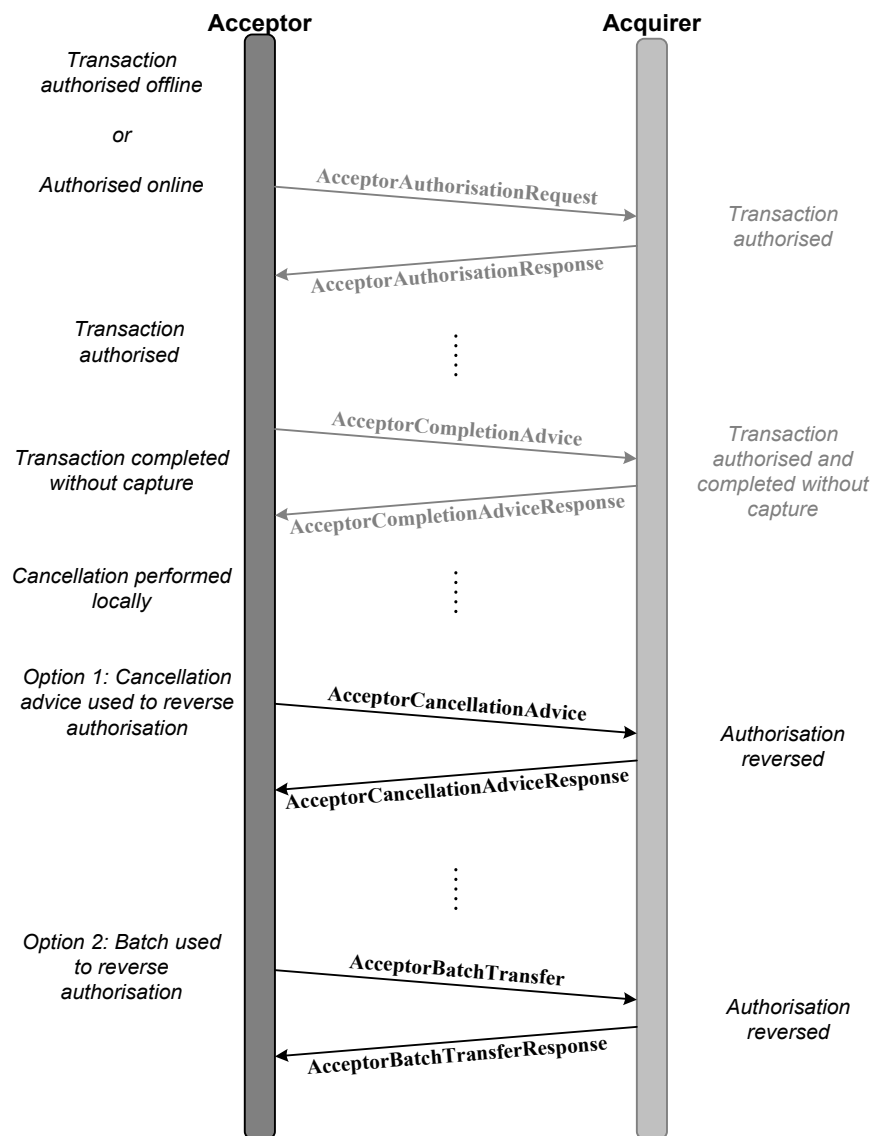 Acceptor
Acquirer
Transaction
authorised offline
or
Authorised online
AcceptorAuthorisationRequest
Transaction
authorised
AcceptorAuthorisationResponse
Transaction
authorised
AcceptorCompletionAdvice
Transaction completed
without capture
Transaction
authorised and
completed without
capture
AcceptorCompletionAdviceResponse
Cancellation performed
locally
Option 1: Cancellation
advice used to reverse
authorisation
AcceptorCancellationAdvice
Authorisation
reversed
AcceptorCancellationAdviceResponse
Option 2: Batch used
to reverse
authorisation
AcceptorBatchTransfer
Authorisation
reversed
AcceptorBatchTransferResponse